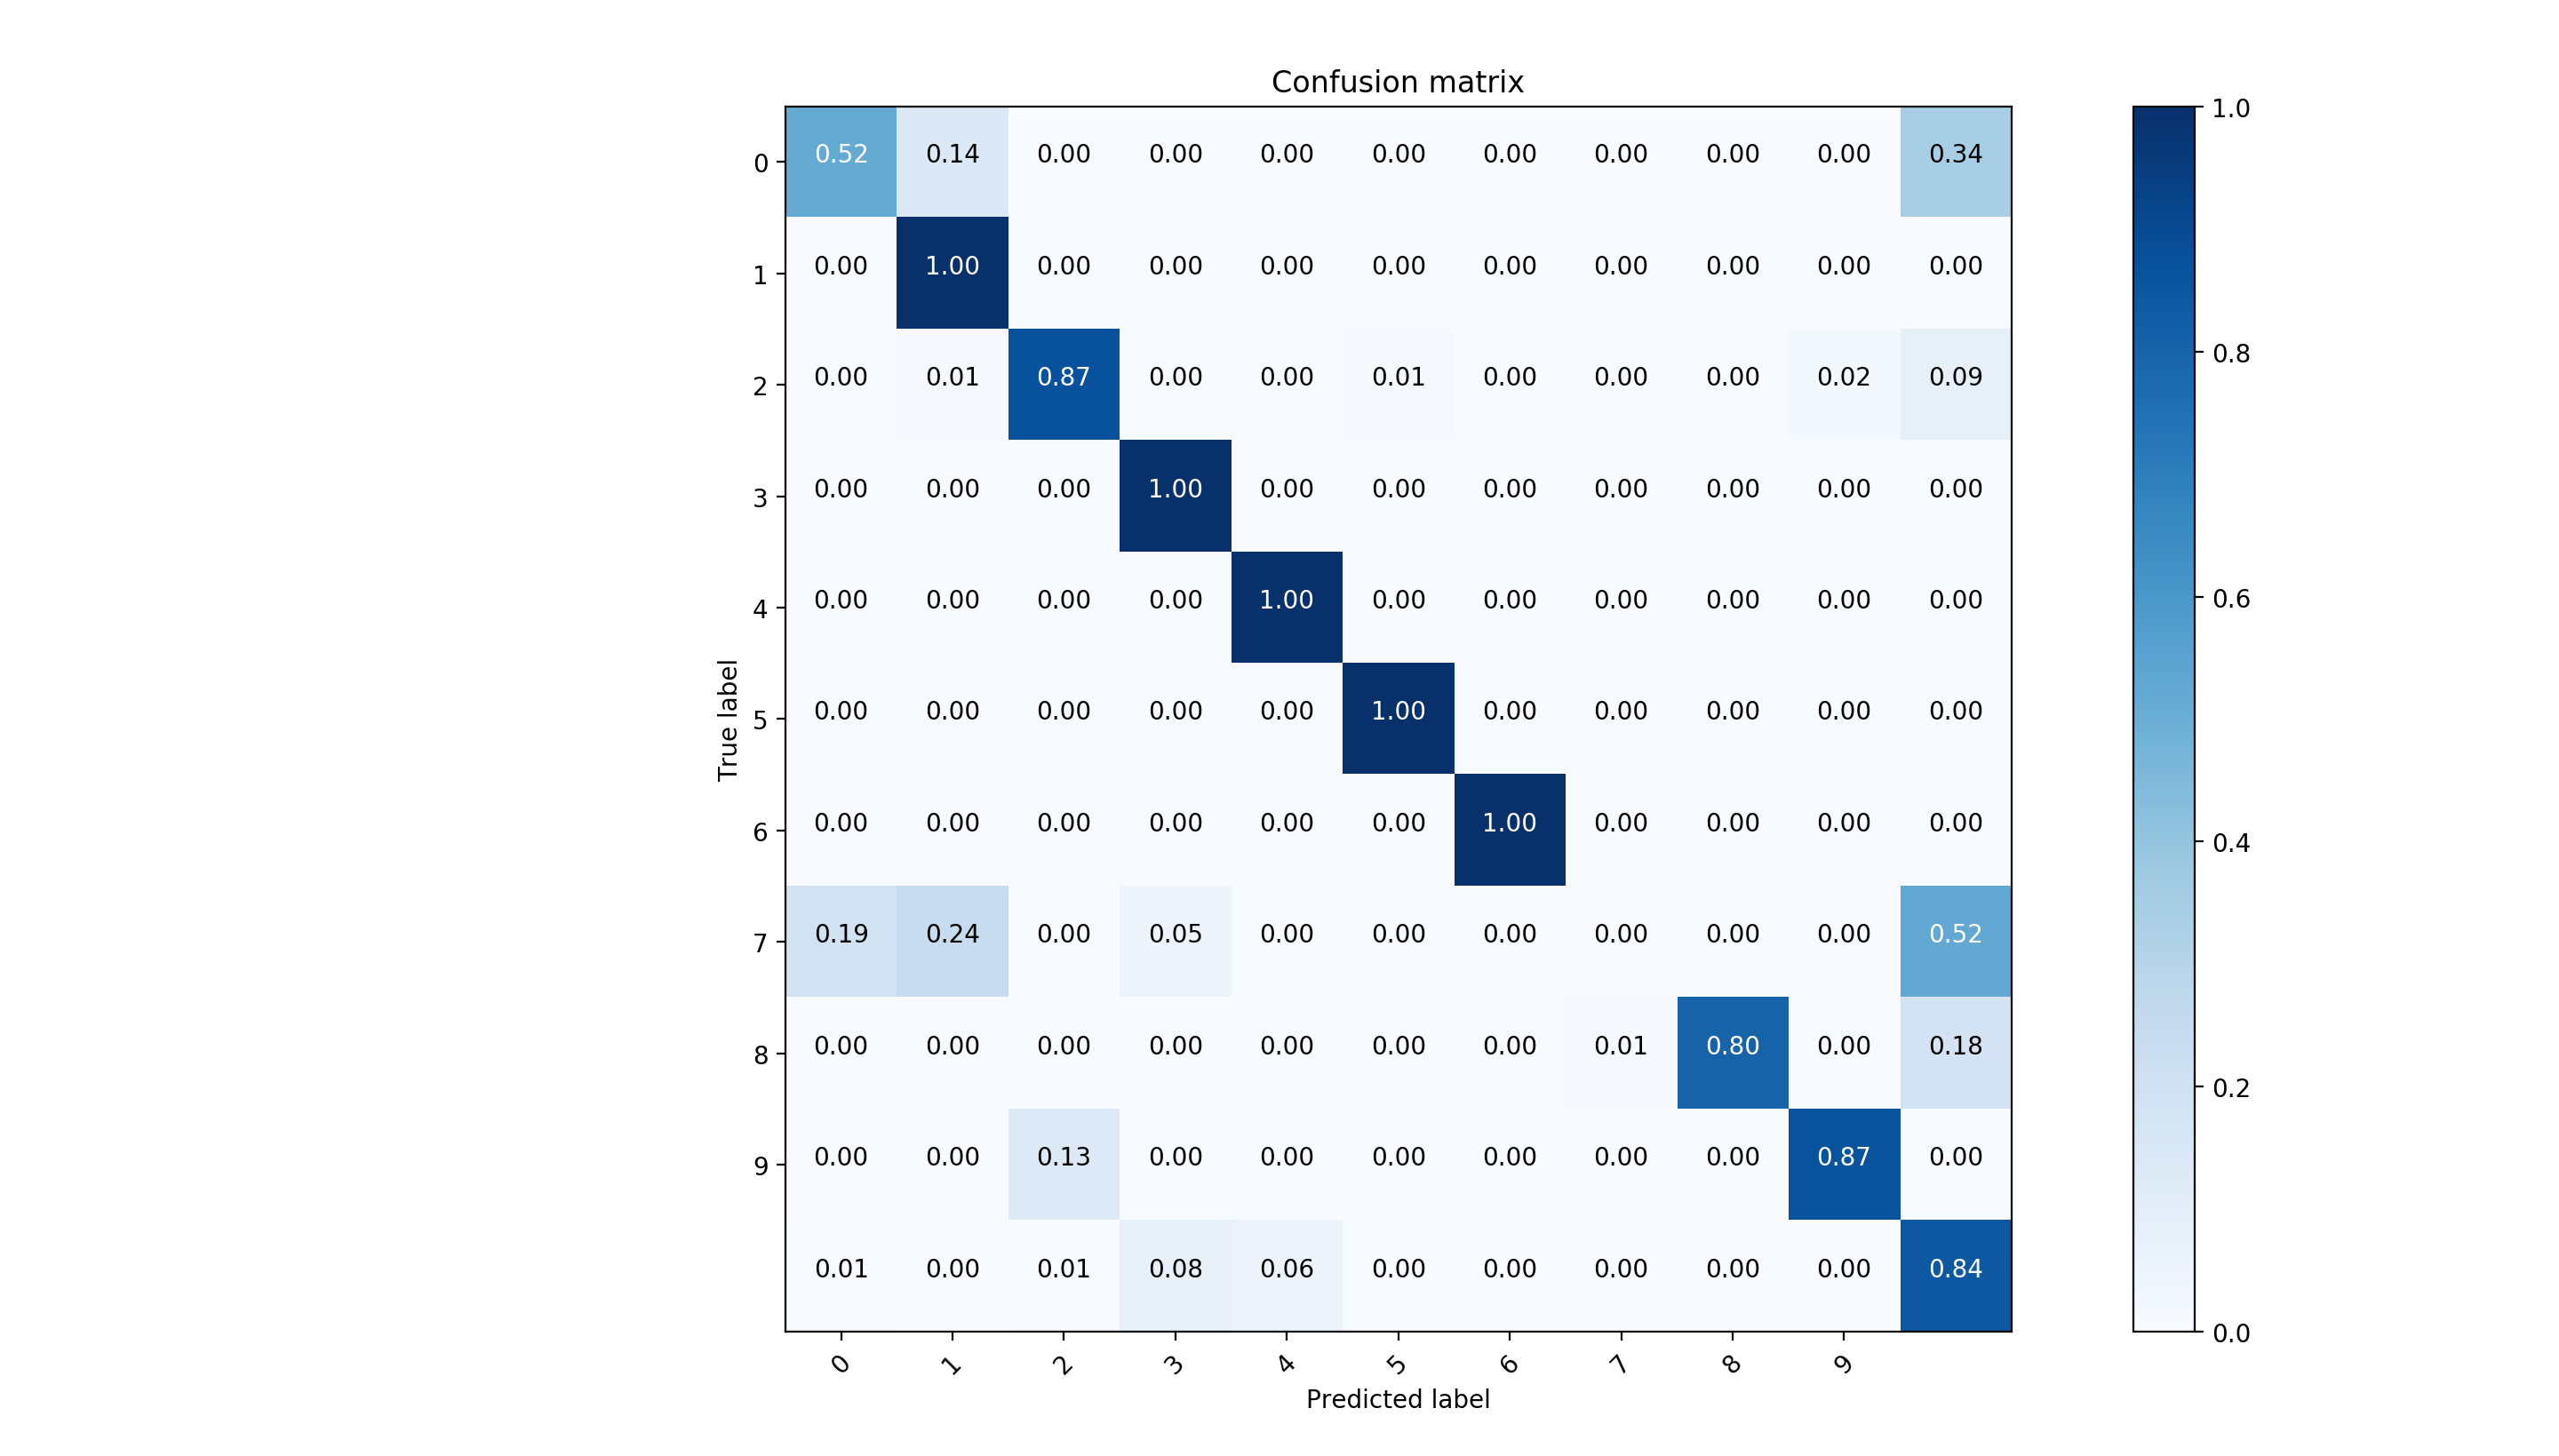 Confusion matrix
0 0.52 0.14 0.00 0.00 0.00 0.00 0.00 0.00 0.00 0.00 0.34
1 0.00 1.00 0.00 0.00 0.00 0.00 0.00 0.00 0.00 0.00 0.00
2 0.00 0.01 0.87 0.00 0.00 0.01 0.00 0.00 0.00 0.02 0.09
3 0.00 0.00 0.00 1.00 0.00 0.00 0.00 0.00 0.00 0.00 0.00
4 0.00 0.00 0.00 0.00 1.00 0.00 0.00 0.00 0.00 0.00 0.00
5 0.00 0.00 0.00 0.00 0.00 1.00 0.00 0.00 0.00 0.00 0.00
6 0.00 0.00 0.00 0.00 0.00 0.00 1.00 0.00 0.00 0.00 0.00
7 0.19 0.24 0.00 0.05 0.00 0.00 0.00 0.00 0.00 0.00 0.52
8 0.00 0.00 0.00 0.00 0.00 0.00 0.00 0.01 0.80 0.00 0.18
9 0.00 0.00 0.13 0.00 0.00 0.00 0.00 0.00 0.00 0.87 0.00
0.01 0.00 0.01 0.08 0.06 0.00 0.00 0.00 0.00 0.00 0.84
0 1 2 3 4 5 6 7 8 9
Predicted label
True label
1.0
0.8
0.6
0.4
0.2
0.0